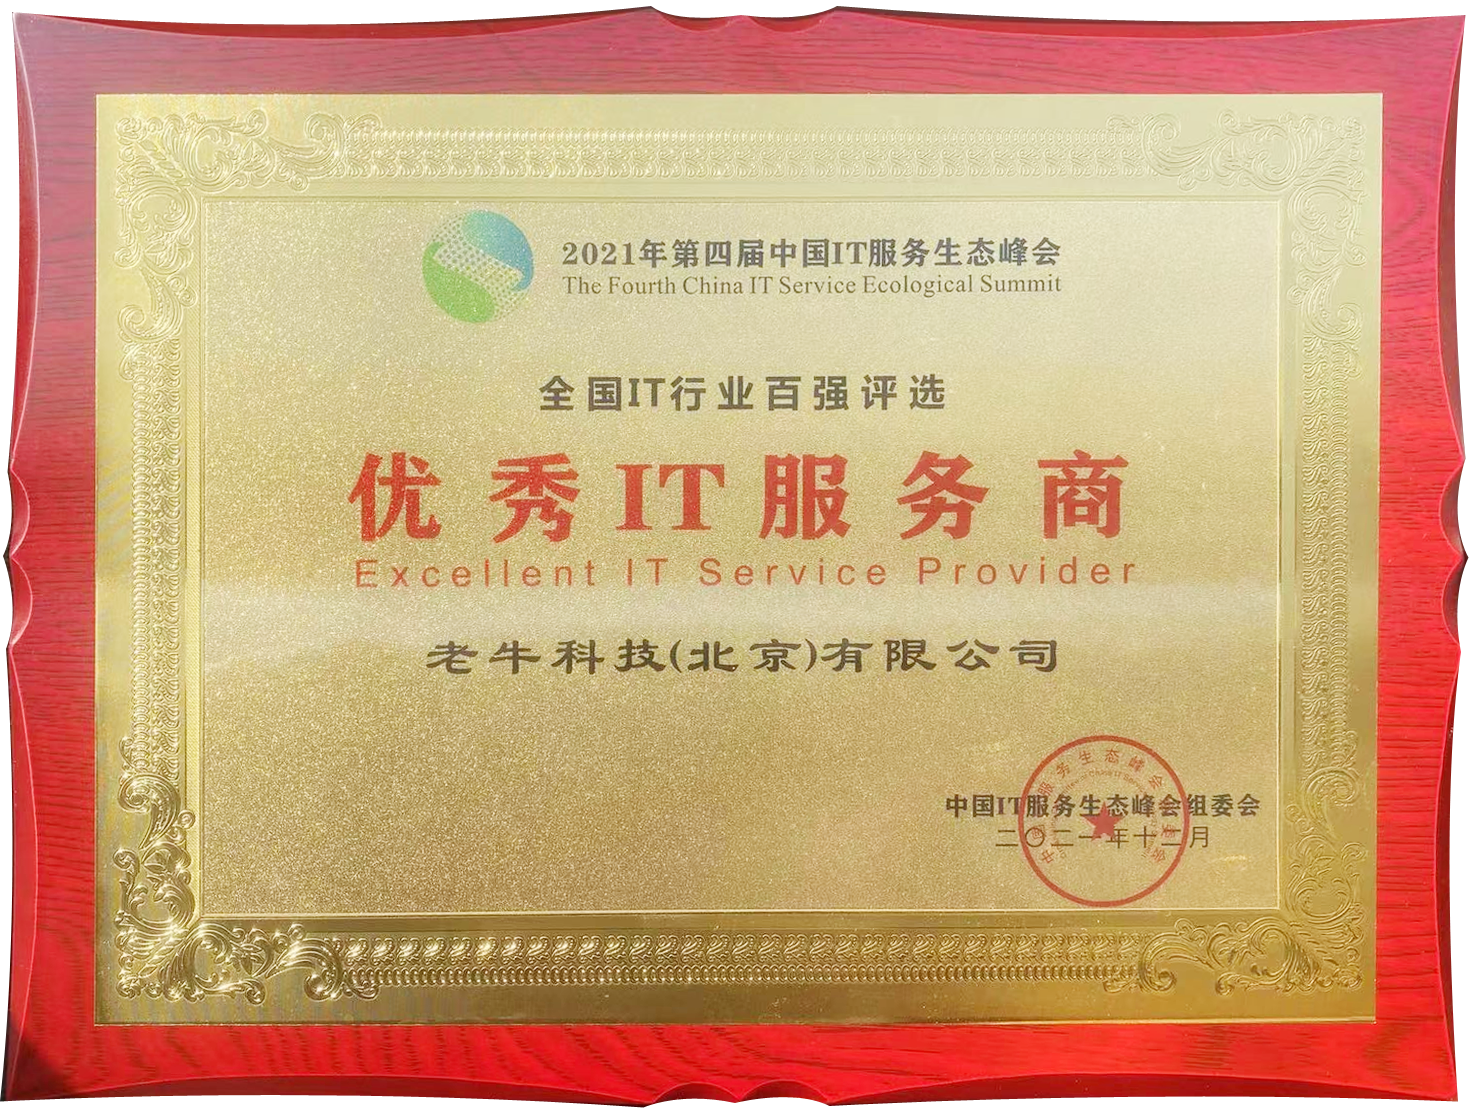 2021年第四届中国IT服务生态峰会
The Fourth China IT Service Ecological Summit
全国IT行业百强评选
优秀IT服务商
Excellent IT Service Provider
老牛科技(北京)有限公司
中国IT服务生态峰会组委会
二〇二一年十二月